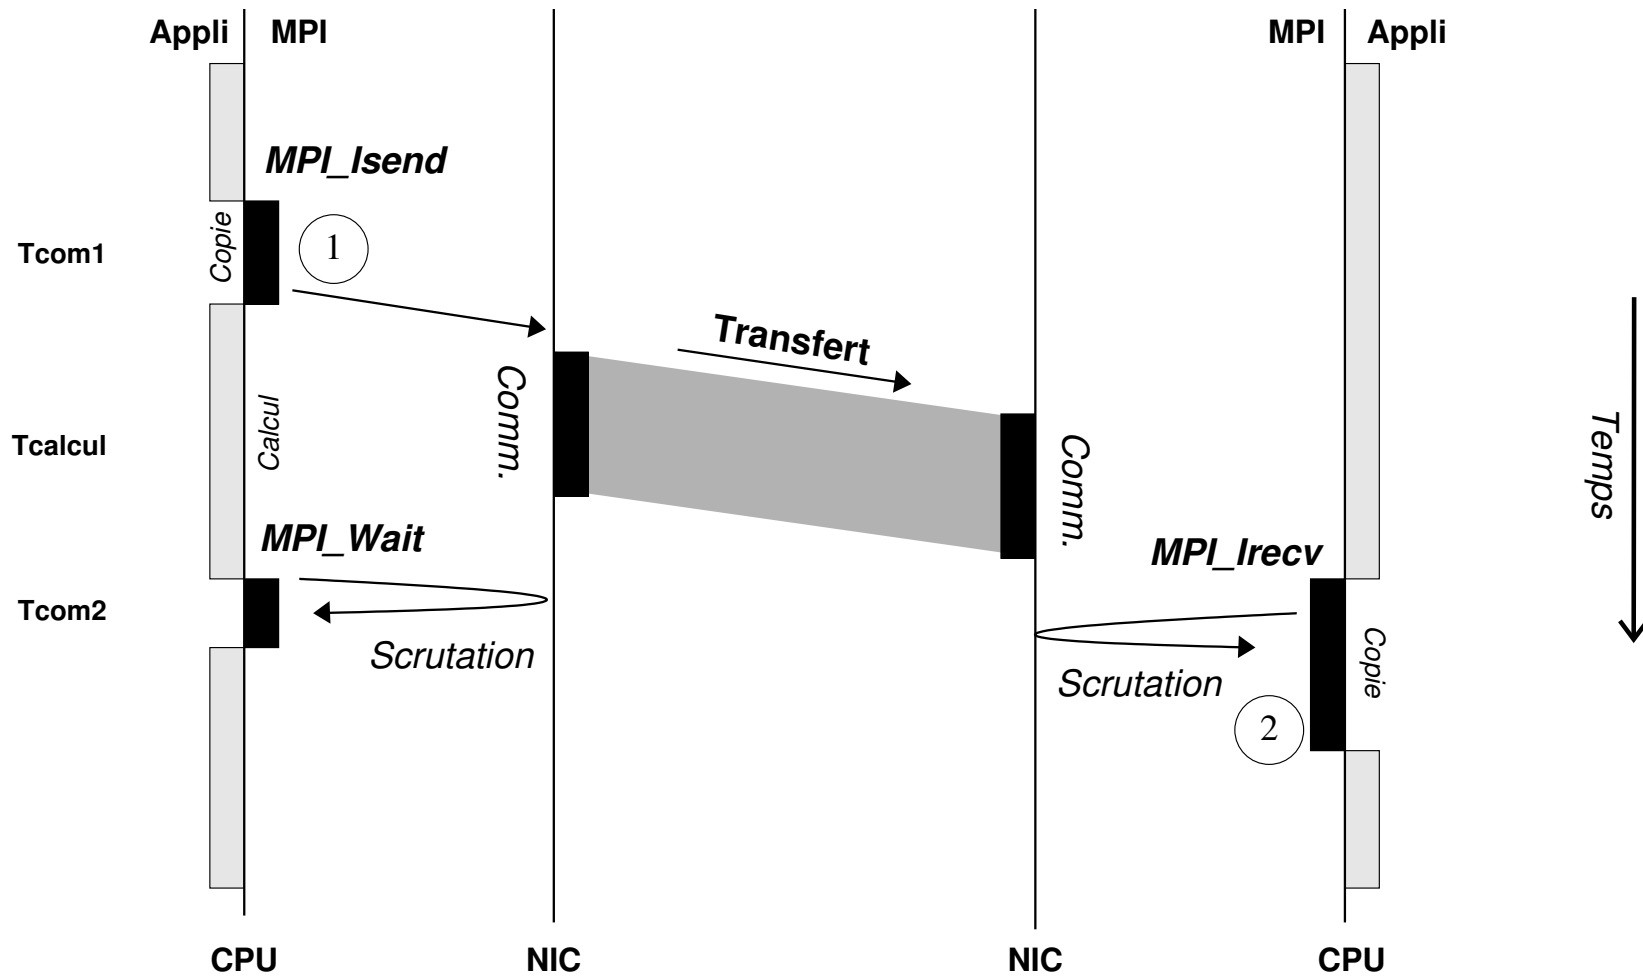 Appli MPI MPI Appli
MPI_Isend
Copie
1
Tcom1
Transfert
Comm.
Calcul
Tcalcul
Comm.
Temps
MPI_Wait
MPI_Irecv
Tcom2
Scrutation
Copie
Scrutation
2
CPU NIC NIC CPU